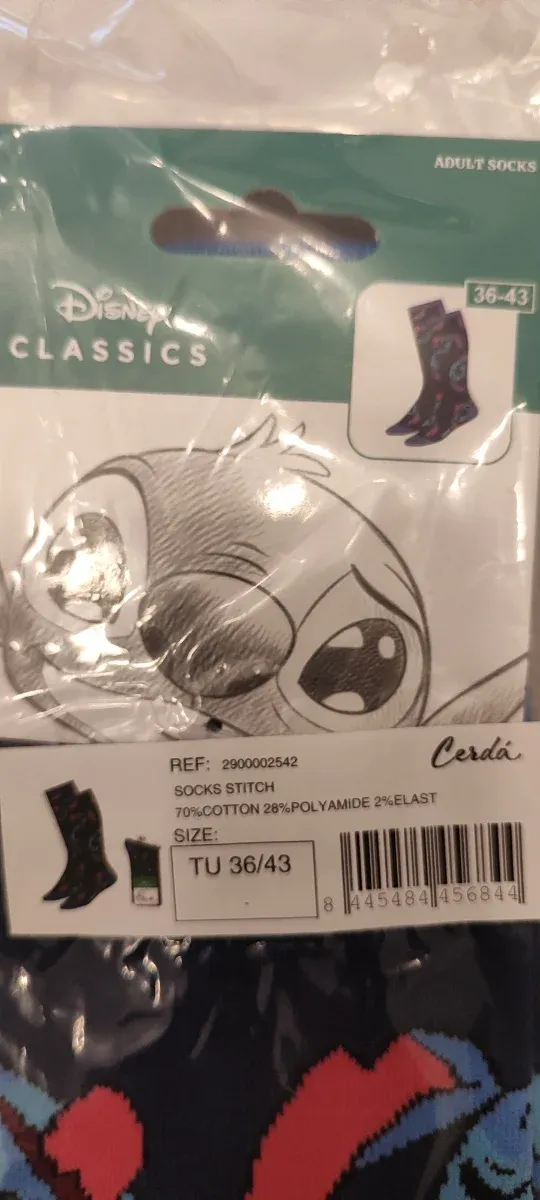 ADULT SOCKS
36-43
DISNEY
CLASSICS
Cerdá
REF: 2900002542
SOCKS STITCH
70%COTTON 28%POLYAMIDE 2%ELAST
SIZE:
TU 36/43
8 445484 456844